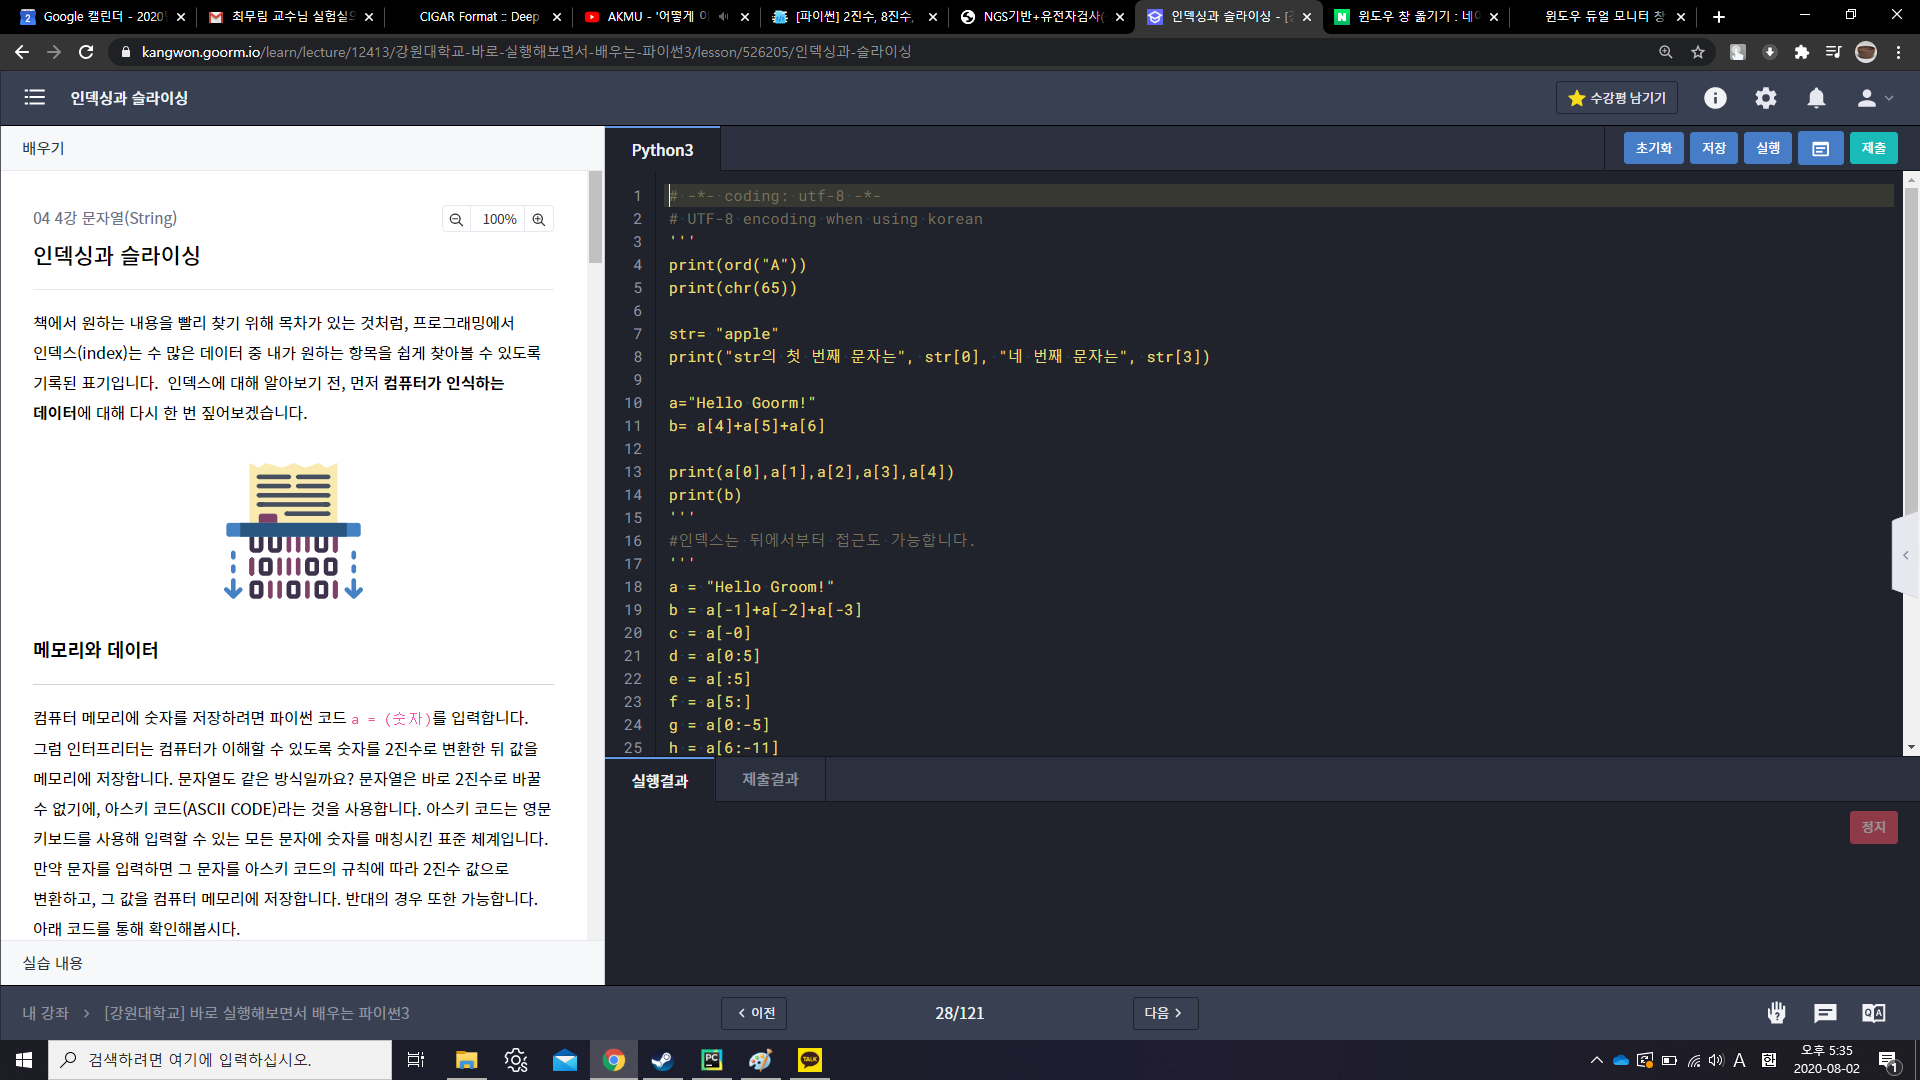 Google 캘린더 - 2020
최무림 교수님 실험실
CIGAR Format :: Deep
AKMU - '어떻게 이
[파이썬] 2진수, 8진수,
NGS기반+유전자검사(
인덱싱과 슬라이싱 - [강
윈도우 창 옮기기 : 네이
윈도우 듀얼 모니터 창
kangwon.goorm.io/learn/lecture/12413/강원대학교-바로-실행해보면서-배우는-파이썬3/lesson/526205/인덱싱과-슬라이싱
인덱싱과 슬라이싱
수강평 남기기
배우기
Python3
초기화
저장
실행
제출
04 4강 문자열(String)
100%
인덱싱과 슬라이싱
책에서 원하는 내용을 빨리 찾기 위해 목차가 있는 것처럼, 프로그래밍에서
인덱스(index)는 수 많은 데이터 중 내가 원하는 항목을 쉽게 찾아볼 수 있도록
기록된 표기입니다. 인덱스에 대해 알아보기 전, 먼저 컴퓨터가 인식하는
데이터에 대해 다시 한 번 짚어보겠습니다.
메모리와 데이터
컴퓨터 메모리에 숫자를 저장하려면 파이썬 코드 a = (숫자)를 입력합니다.
그럼 인터프리터는 컴퓨터가 이해할 수 있도록 숫자를 2진수로 변환한 뒤 값을
메모리에 저장합니다. 문자열도 같은 방식일까요? 문자열은 바로 2진수로 바꿀
수 없기에, 아스키 코드(ASCII CODE)라는 것을 사용합니다. 아스키 코드는 영문
키보드를 사용해 입력할 수 있는 모든 문자에 숫자를 매칭시킨 표준 체계입니다.
만약 문자를 입력하면 그 문자를 아스키 코드의 규칙에 따라 2진수 값으로
변환하고, 그 값을 컴퓨터 메모리에 저장합니다. 반대의 경우 또한 가능합니다.
아래 코드를 통해 확인해봅시다.
실습 내용
1 # -*- coding: utf-8 -*-
2 # UTF-8 encoding when using korean
3 '''
4 print(ord("A"))
5 print(chr(65))
6
7 str= "apple"
8 print("str의 첫 번째 문자는", str[0], "네 번째 문자는", str[3])
9
10 a="Hello Goorm!"
11 b= a[4]+a[5]+a[6]
12
13 print(a[0],a[1],a[2],a[3],a[4])
14 print(b)
15 '''
16 #인덱스는 뒤에서부터 접근도 가능합니다.
17 '''
18 a = "Hello Groom!"
19 b = a[-1]+a[-2]+a[-3]
20 c = a[-0]
21 d = a[0:5]
22 e = a[:5]
23 f = a[5:]
24 g = a[0:-5]
25 h = a[6:-11]
실행결과
제출결과
정지
내 강좌 > [강원대학교] 바로 실행해보면서 배우는 파이썬3
이전
28/121
다음
검색하려면 여기에 입력하십시오.
PC
TALK
A
한
오후 5:35
2020-08-02
1